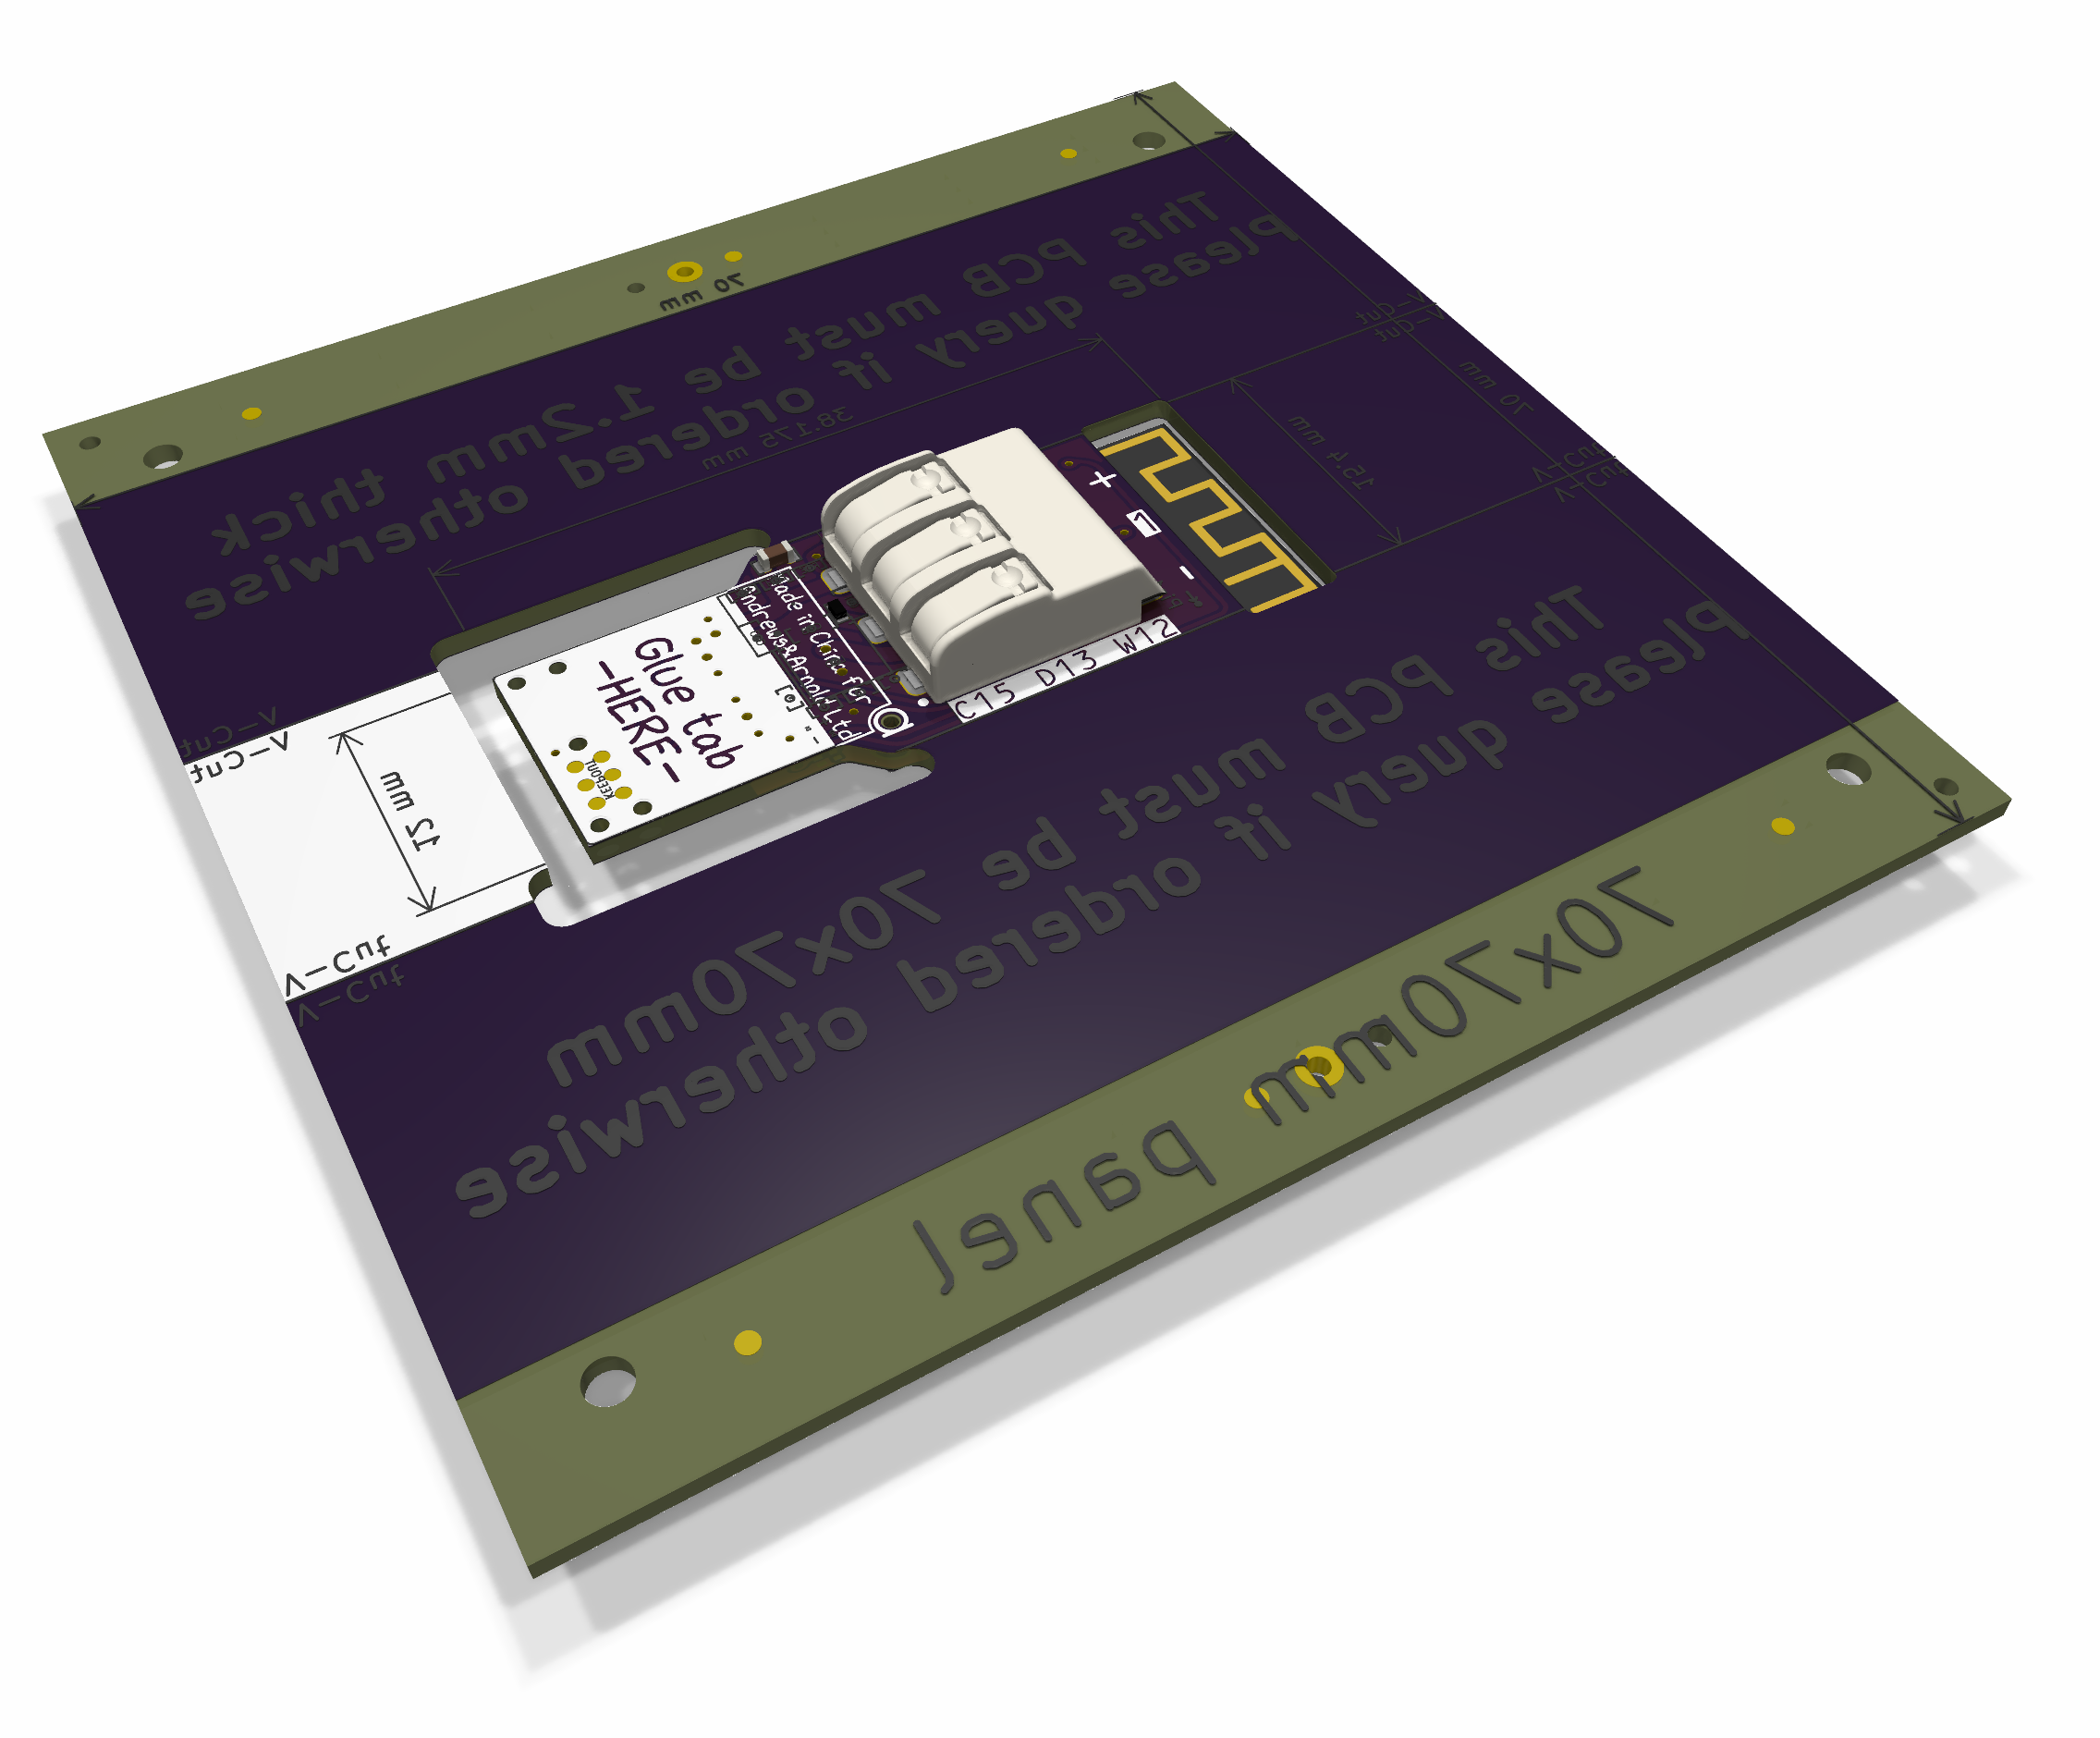 70 mm
This PCB must be 1.2mm thick
Please query if ordered otherwise
38.175 mm
V-Cut
V-Cut
70 mm
15.4 mm
V-Cut
V-Cut
+
1
-
Made in China for
Andrews&Arnold Ltd
Glue tab
-HERE-
KEEPOUT
C15 D13 W12
V-Cut
V-Cut
12 mm
V-Cut
V-Cut
This PCB must be 70x70mm
Please query if ordered otherwise
70x70mm panel